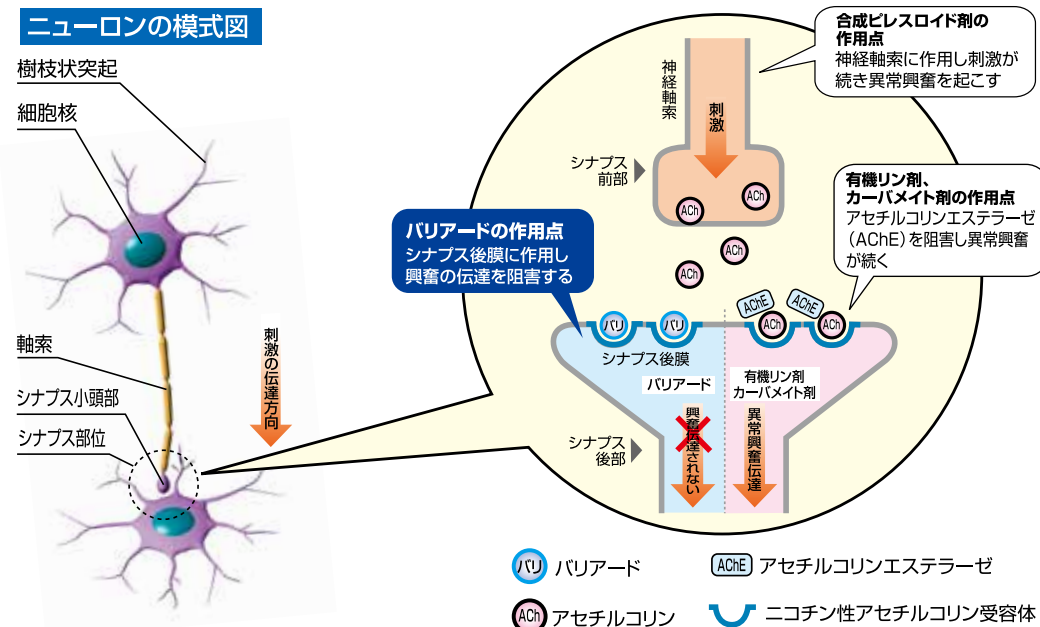 ニューロンの模式図
樹枝状突起
細胞核
軸索
シナプス小頭部
シナプス部位
刺激の伝達方向
合成ピレスロイド剤の
作用点
神経軸索に作用し刺激が
続き異常興奮を起こす
神経軸索
刺激
シナプス
前部
ACh
ACh
ACh
ACh
有機リン剤、
カーバメイト剤の作用点
アセチルコリンエステラーゼ
(AChE)を阻害し異常興奮
が続く
バリアードの作用点
シナプス後膜に作用し
興奮の伝達を阻害する
AChE
AChE
バリ
バリ
ACh
ACh
シナプス後膜
バリアード
有機リン剤
カーバメイト剤
シナプス
後部
興奮伝達されない
異常興奮伝達
バリ バリアード
AChE アセチルコリンエステラーゼ
ACh アセチルコリン
ニコチン性アセチルコリン受容体